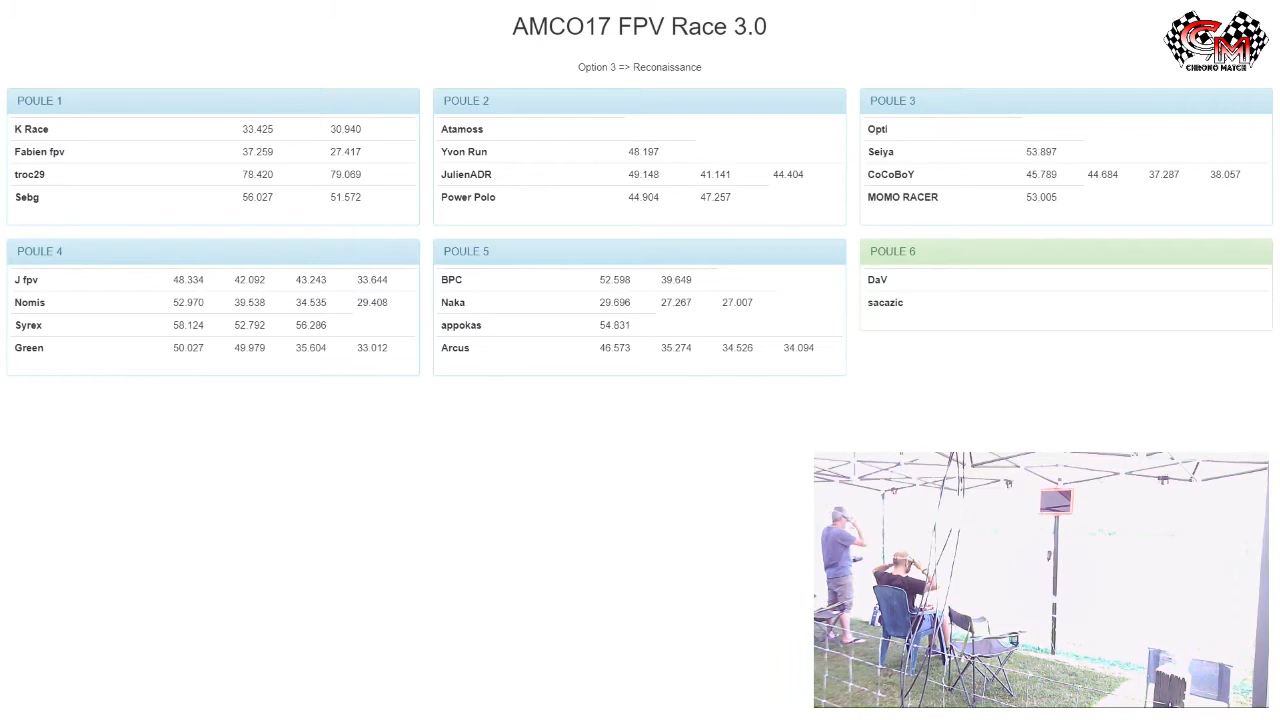 AMCO17 FPV Race 3.0
CM
CHRONO MATCH
Option 3 => Reconaissance
POULE 1
K Race 33.425 30.940
Fabien fpv 37.259 27.417
troc29 78.420 79.069
Sebg 56.027 51.572
POULE 2
Atamoss
Yvon Run 48.197
JulienADR 49.148 41.141 44.404
Power Polo 44.904 47.257
POULE 3
Opti
Seiya 53.897
CoCoBoY 45.789 44.684 37.287 38.057
MOMO RACER 53.005
POULE 4
J fpv 48.334 42.092 43.243 33.644
Nomis 52.970 39.538 34.535 29.408
Syrex 58.124 52.792 56.286
Green 50.027 49.979 35.604 33.012
POULE 5
BPC 52.598 39.649
Naka 29.696 27.267 27.007
appokas 54.831
Arcus 46.573 35.274 34.526 34.094
POULE 6
DaV
sacazic